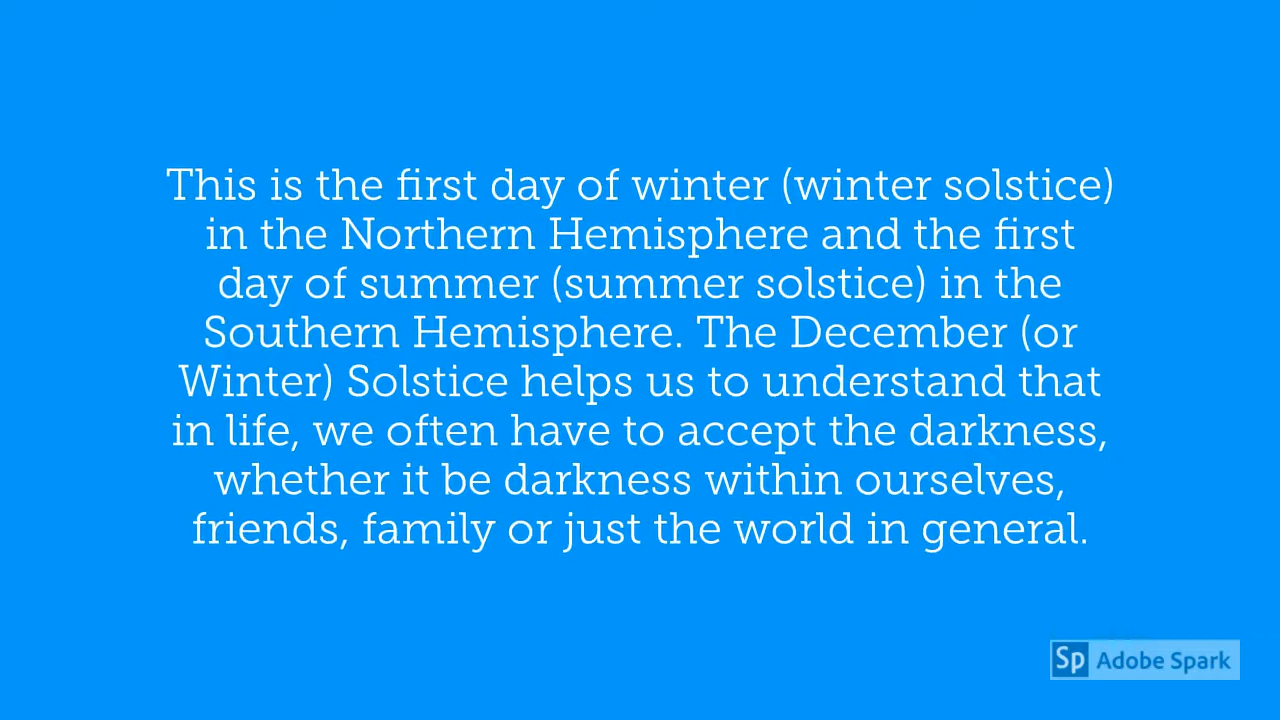 This is the first day of winter (winter solstice)
in the Northern Hemisphere and the first
day of summer (summer solstice) in the
Southern Hemisphere. The December (or
Winter) Solstice helps us to understand that
in life, we often have to accept the darkness,
whether it be darkness within ourselves,
friends, family or just the world in general.
Sp Adobe Spark